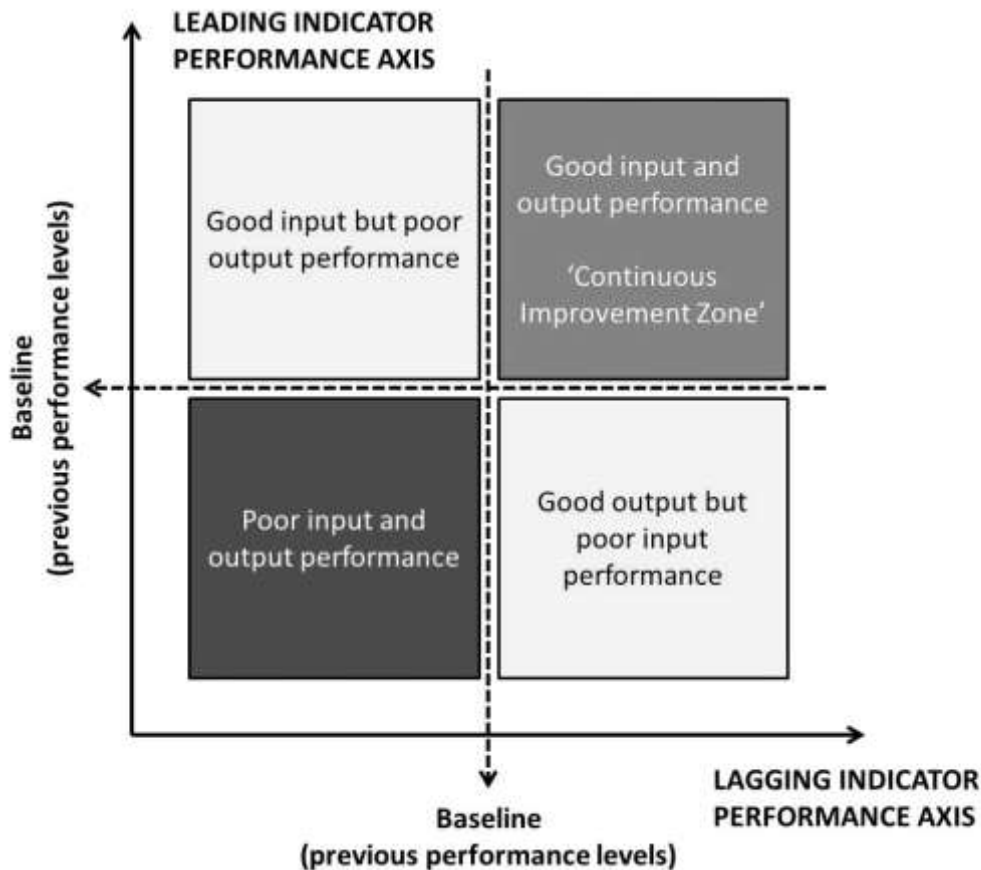 LEADING INDICATOR
PERFORMANCE AXIS
Good input but poor
output performance
Good input and
output performance
‘Continuous
Improvement Zone’
Baseline
(previous performance levels)
Poor input and
output performance
Good output but
poor input
performance
LAGGING INDICATOR
PERFORMANCE AXIS
Baseline
(previous performance levels)